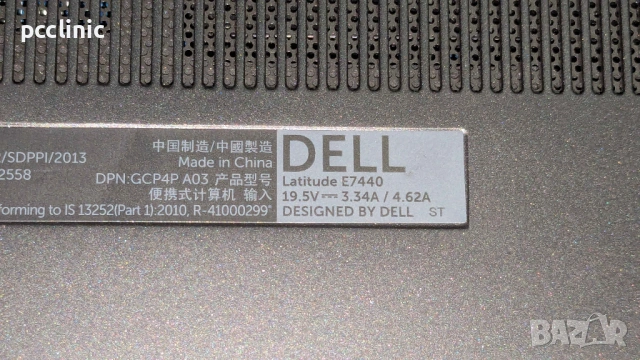 pcclinic
中国制造/中國製造
Made in China
/SDPPI/2013
2558
DPN:GCP4P A03 产品型号
便携式计算机 输入
forming to IS 13252(Part 1):2010, R-41000299*
DELL
Latitude E7440
19.5V⎓ 3.34A / 4.62A
DESIGNED BY DELL ST
BAZAR